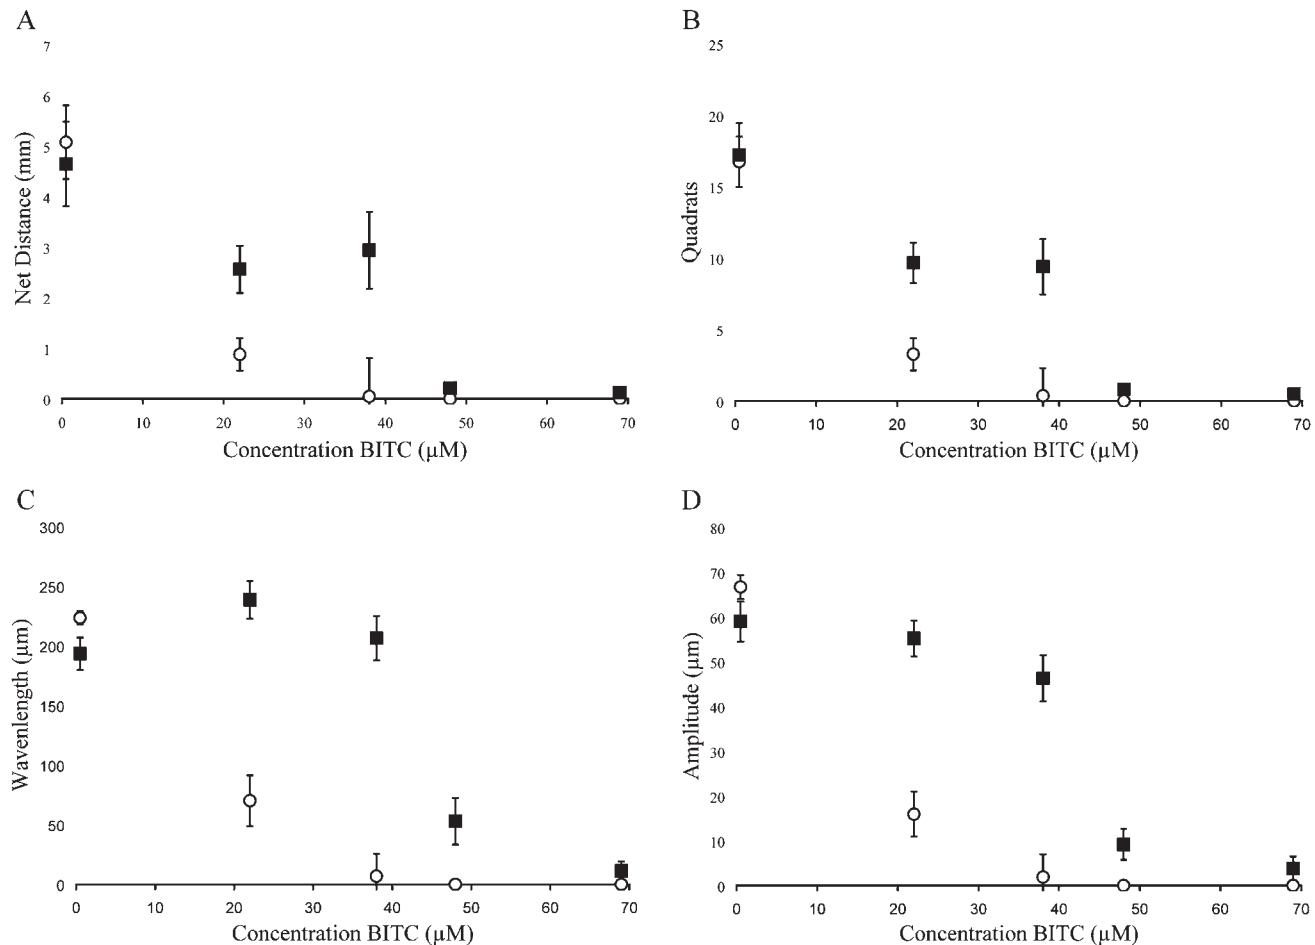 A
7
6
5
4
3
2
1
0
Net Distance (mm)
0 10 20 30 40 50 60 70
Concentration BITC (µM)
B
25
20
15
10
5
0
Quadrats
0 10 20 30 40 50 60 70
Concentration BITC (µM)
C
300
250
200
150
100
50
0
Wavenlength (µm)
0 10 20 30 40 50 60 70
Concentration BITC (µM)
D
80
70
60
50
40
30
20
10
0
Amplitude (µm)
0 10 20 30 40 50 60 70
Concentration BITC (µM)